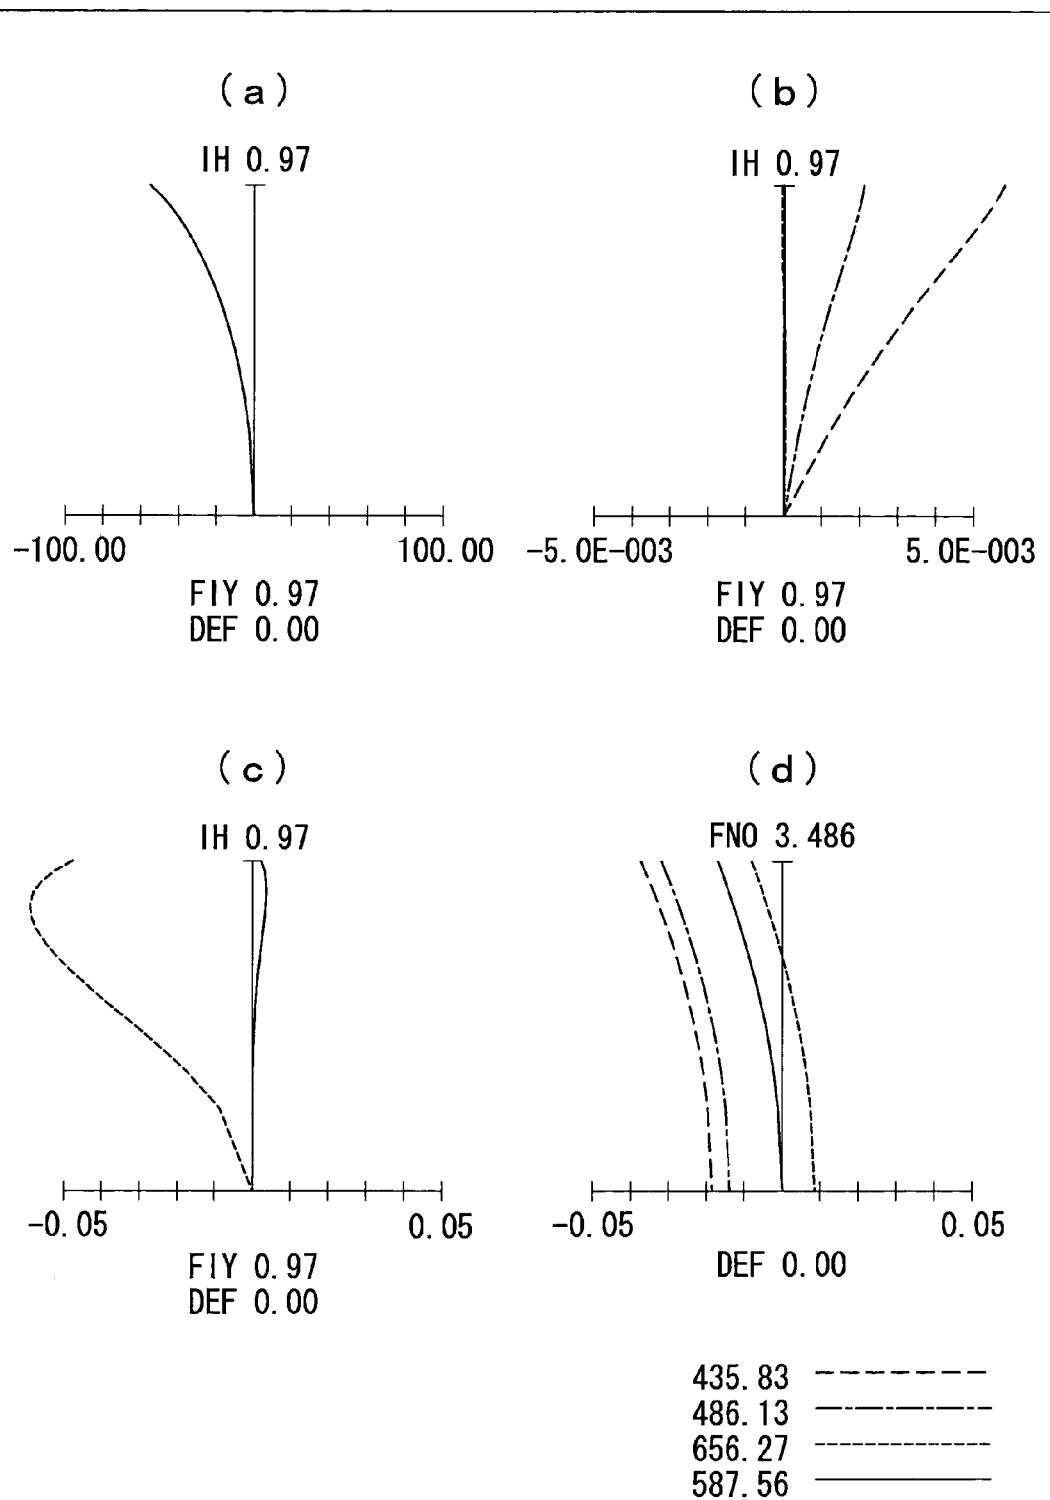 (a)
IH 0.97
-100.00 100.00
FIY 0.97
DEF 0.00
(b)
IH 0.97
-5.0E-003 5.0E-003
FIY 0.97
DEF 0.00
(c)
IH 0.97
-0.05 0.05
FIY 0.97
DEF 0.00
(d)
FNO 3.486
-0.05 0.05
DEF 0.00
435.83
486.13
656.27
587.56